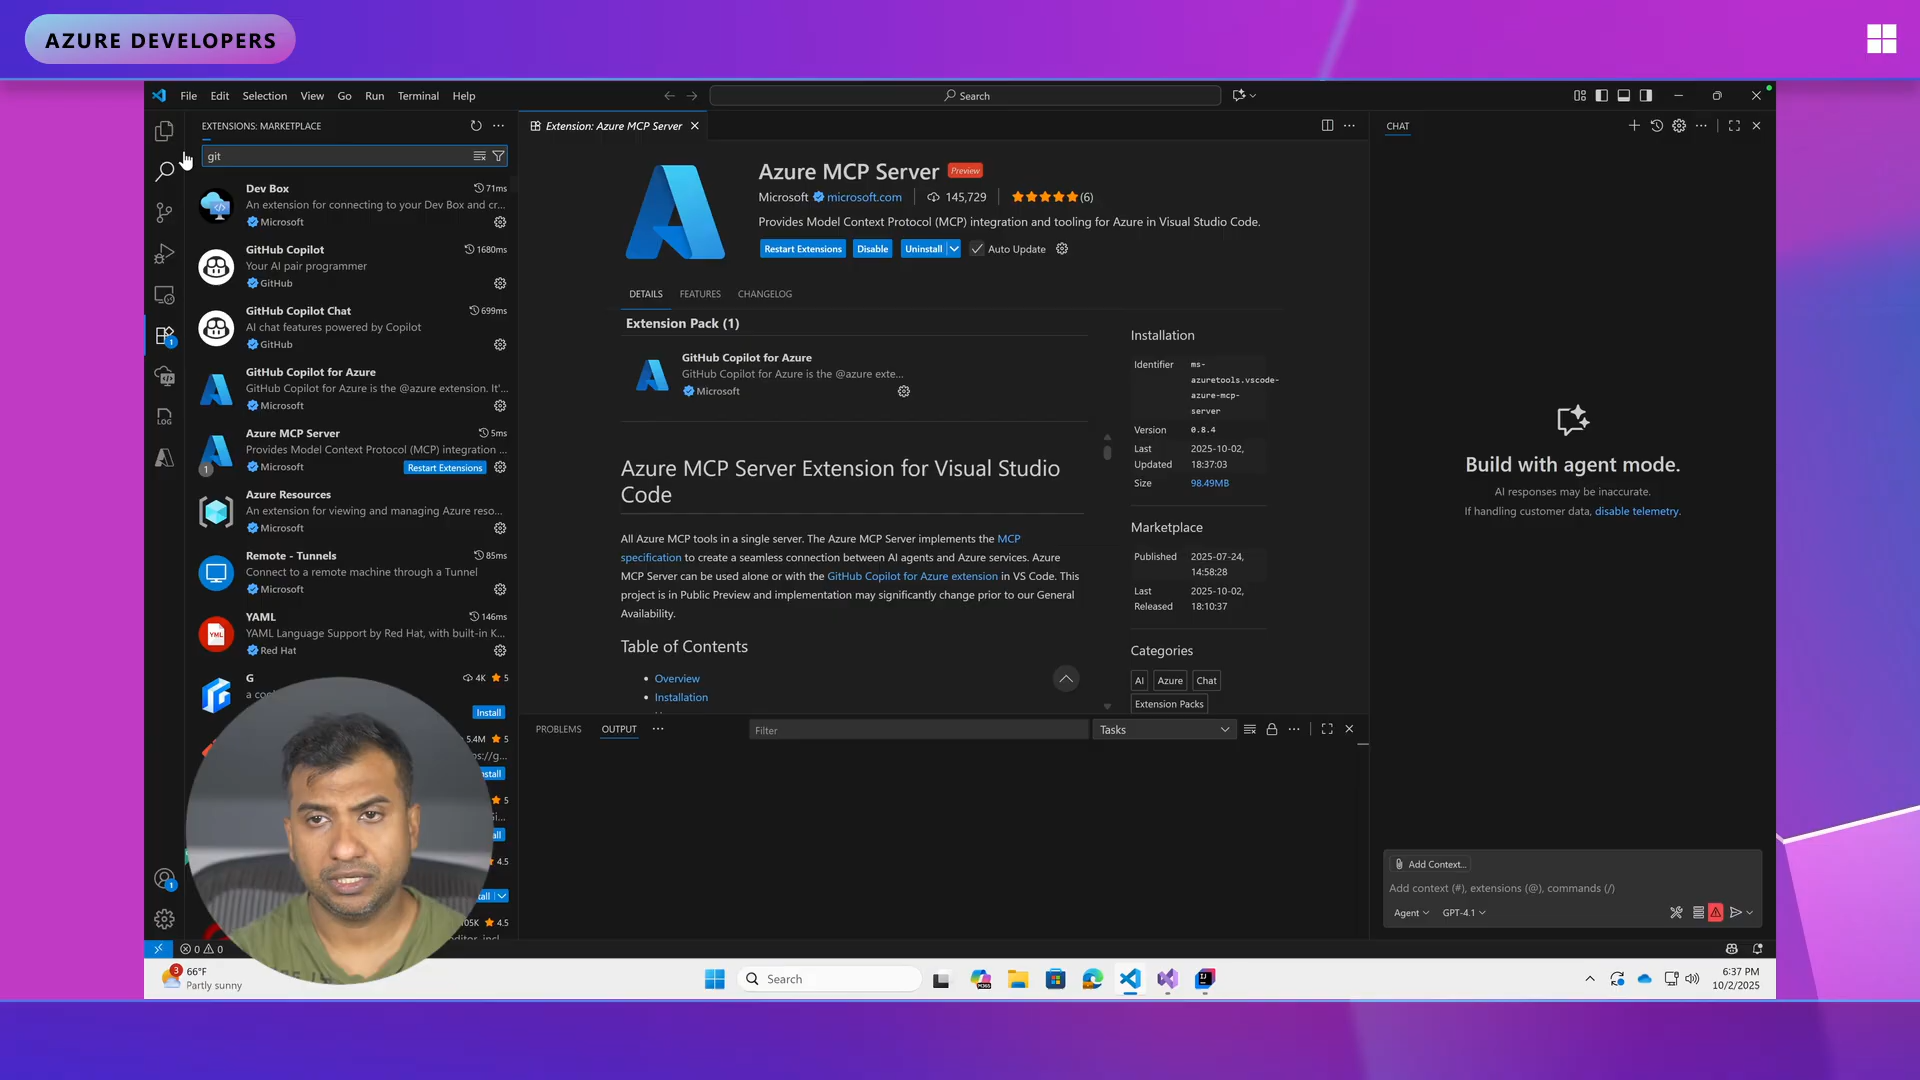 AZURE DEVELOPERS
File Edit Selection View Go Run Terminal Help
Search
EXTENSIONS: MARKETPLACE
git
Dev Box
71ms
An extension for connecting to your Dev Box and cr...
Microsoft
GitHub Copilot
1680ms
Your AI pair programmer
GitHub
GitHub Copilot Chat
699ms
AI chat features powered by Copilot
GitHub
GitHub Copilot for Azure
GitHub Copilot for Azure is the @azure extension. It'...
Microsoft
Azure MCP Server
5ms
Provides Model Context Protocol (MCP) integration ...
Microsoft
Restart Extensions
1
Azure Resources
An extension for viewing and managing Azure reso...
Microsoft
Remote - Tunnels
85ms
Connect to a remote machine through a Tunnel
Microsoft
YAML
146ms
YAML Language Support by Red Hat, with built-in K...
Red Hat
G
4K 5
Install
5.4M 5
5
4.5
4.5
LOG
1
1
Extension: Azure MCP Server
Azure MCP Server Preview
Microsoft microsoft.com 145,729 (6)
Provides Model Context Protocol (MCP) integration and tooling for Azure in Visual Studio Code.
Restart Extensions Disable Uninstall Auto Update
DETAILS FEATURES CHANGELOG
Extension Pack (1)
GitHub Copilot for Azure
GitHub Copilot for Azure is the @azure exte...
Microsoft
Azure MCP Server Extension for Visual Studio
Code
All Azure MCP tools in a single server. The Azure MCP Server implements the MCP
specification to create a seamless connection between AI agents and Azure services. Azure
MCP Server can be used alone or with the GitHub Copilot for Azure extension in VS Code. This
project is in Public Preview and implementation may significantly change prior to our General
Availability.
Table of Contents
Overview
Installation
Installation
Identifier ms-
azuretools.vscode-
azure-mcp-
server
Version 0.8.4
Last 2025-10-02,
Updated 18:37:03
Size 98.49MB
Marketplace
Published 2025-07-24,
14:58:28
Last 2025-10-02,
Released 18:10:37
Categories
AI Azure Chat
Extension Packs
PROBLEMS OUTPUT
Filter
Tasks
CHAT
Build with agent mode.
AI responses may be inaccurate.
If handling customer data, disable telemetry.
Add Context...
Add context (#), extensions (@), commands (/)
Agent GPT-4.1
0 0
3
66°F
Partly sunny
Search
6:37 PM
10/2/2025